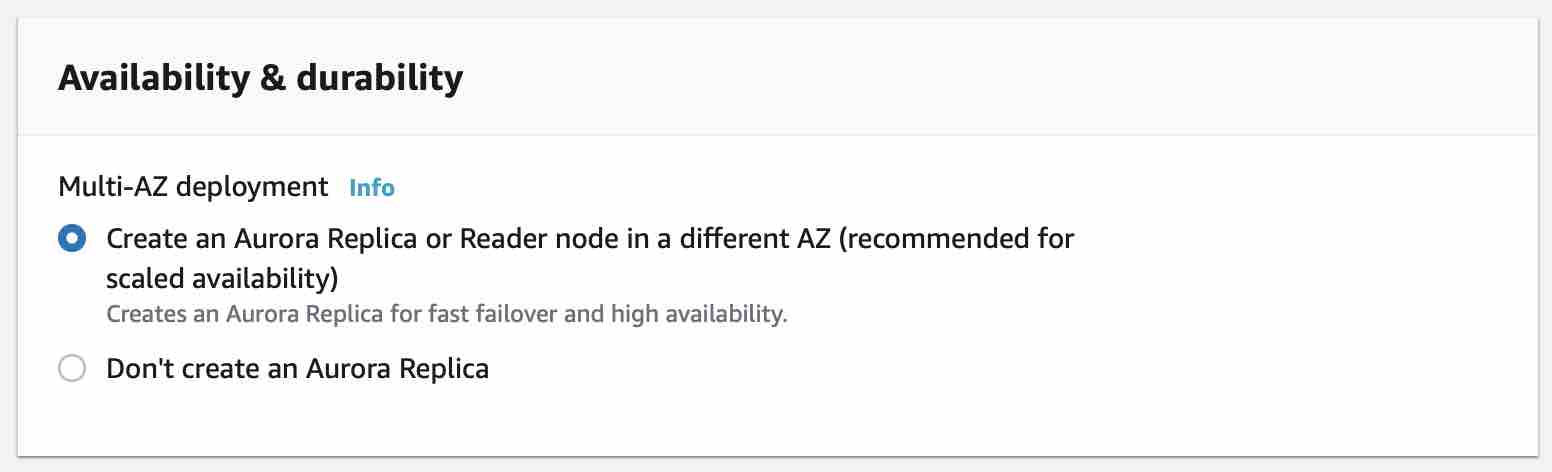 Availability & durability
Multi-AZ deployment Info
Create an Aurora Replica or Reader node in a different AZ (recommended for
scaled availability)
Creates an Aurora Replica for fast failover and high availability.
Don't create an Aurora Replica